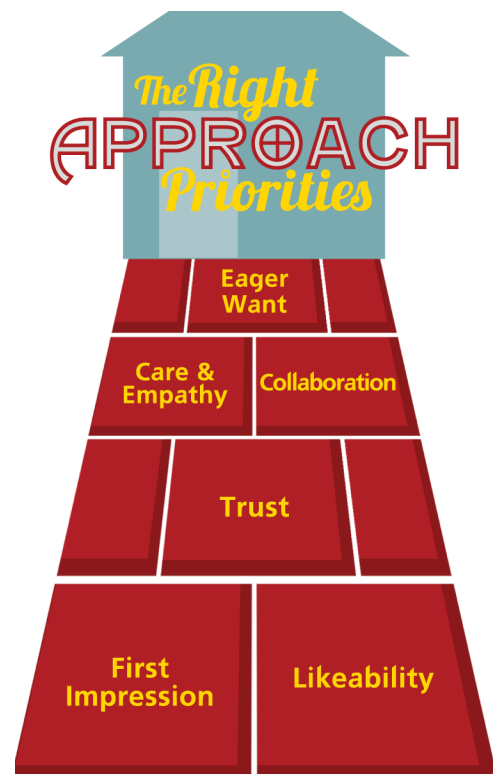 The Right
APPROACH
Priorities
Eager
Want
Care &
Empathy
Collaboration
Trust
First
Impression
Likeability